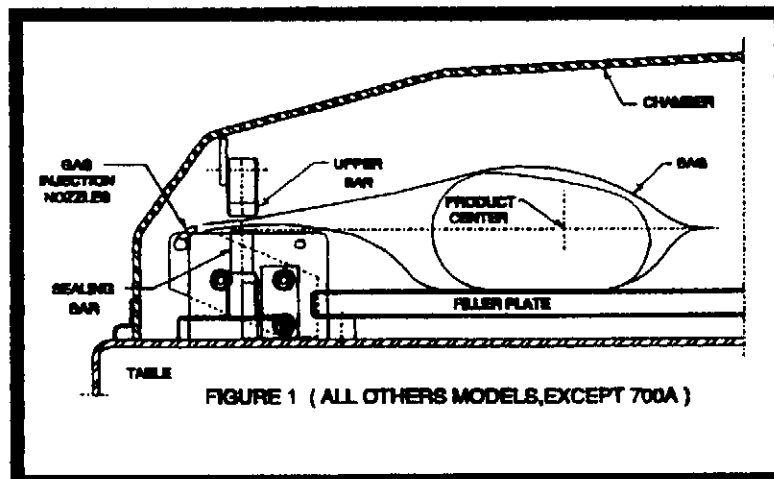 CHAMBER
GAS
INJECTION
NOZZLES
UPPER
BAR
BAG
PRODUCT
CENTER
SEALING
BAR
FILLER PLATE
TABLE
FIGURE 1 ( ALL OTHERS MODELS,EXCEPT 700A )